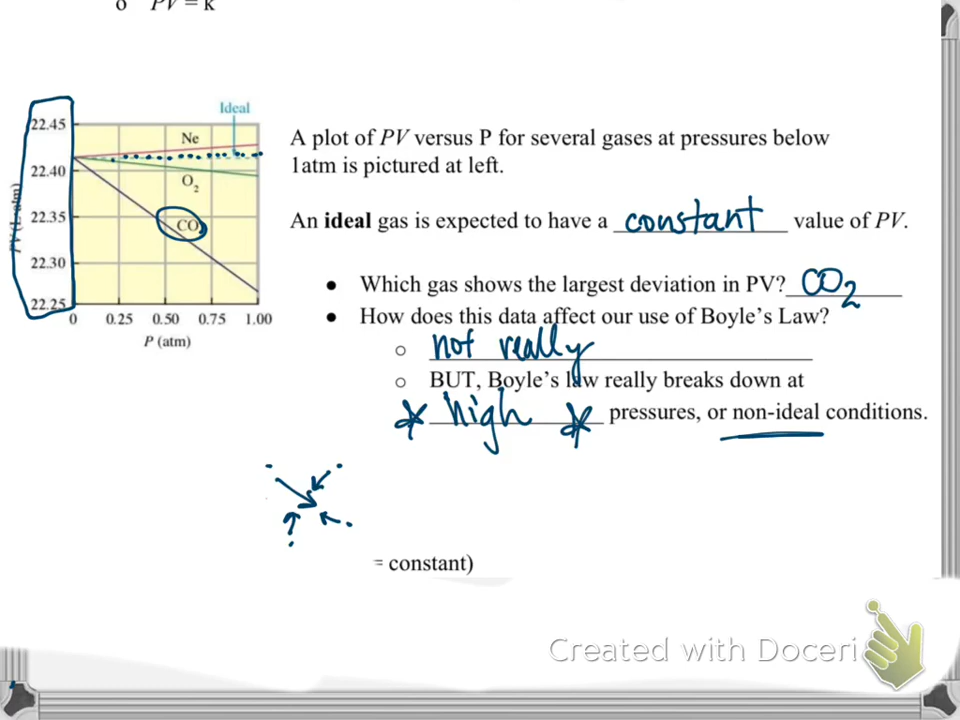 o PV = k
Ideal
22.45
Ne
22.40
O2
22.35
CO2
22.30
22.25
0 0.25 0.50 0.75 1.00
P (atm)
PV (L·atm)
A plot of PV versus P for several gases at pressures below
1atm is pictured at left.
An ideal gas is expected to have a constant value of PV.
● Which gas shows the largest deviation in PV? CO2
● How does this data affect our use of Boyle's Law?
o not really
o BUT, Boyle's law really breaks down at
* high * pressures, or non-ideal conditions.
= constant)
Created with Doceri